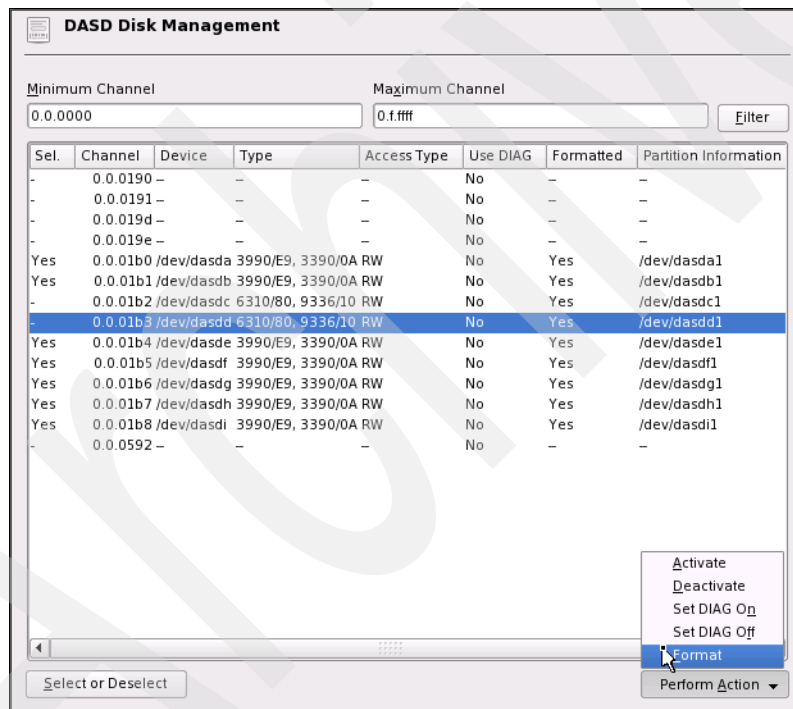 DASD Disk Management
Minimum Channel Maximum Channel
0.0.0000 0.f.ffff Filter
Sel. Channel Device Type Access Type Use DIAG Formatted Partition Information
- 0.0.0190 -- -- -- No -- --
- 0.0.0191 -- -- -- No -- --
- 0.0.019d -- -- -- No -- --
- 0.0.019e -- -- -- No -- --
Yes 0.0.01b0 /dev/dasda 3990/E9, 3390/0A RW No Yes /dev/dasda1
Yes 0.0.01b1 /dev/dasdb 3990/E9, 3390/0A RW No Yes /dev/dasdb1
- 0.0.01b2 /dev/dasdc 6310/80, 9336/10 RW No Yes /dev/dasdc1
- 0.0.01b3 /dev/dasdd 6310/80, 9336/10 RW No Yes /dev/dasdd1
Yes 0.0.01b4 /dev/dasde 3990/E9, 3390/0A RW No Yes /dev/dasde1
Yes 0.0.01b5 /dev/dasdf 3990/E9, 3390/0A RW No Yes /dev/dasdf1
Yes 0.0.01b6 /dev/dasdg 3990/E9, 3390/0A RW No Yes /dev/dasdg1
Yes 0.0.01b7 /dev/dasdh 3990/E9, 3390/0A RW No Yes /dev/dasdh1
Yes 0.0.01b8 /dev/dasdi 3990/E9, 3390/0A RW No Yes /dev/dasdi1
- 0.0.0592 -- -- -- No -- --
Activate
Deactivate
Set DIAG On
Set DIAG Off
Format
Select or Deselect Perform Action